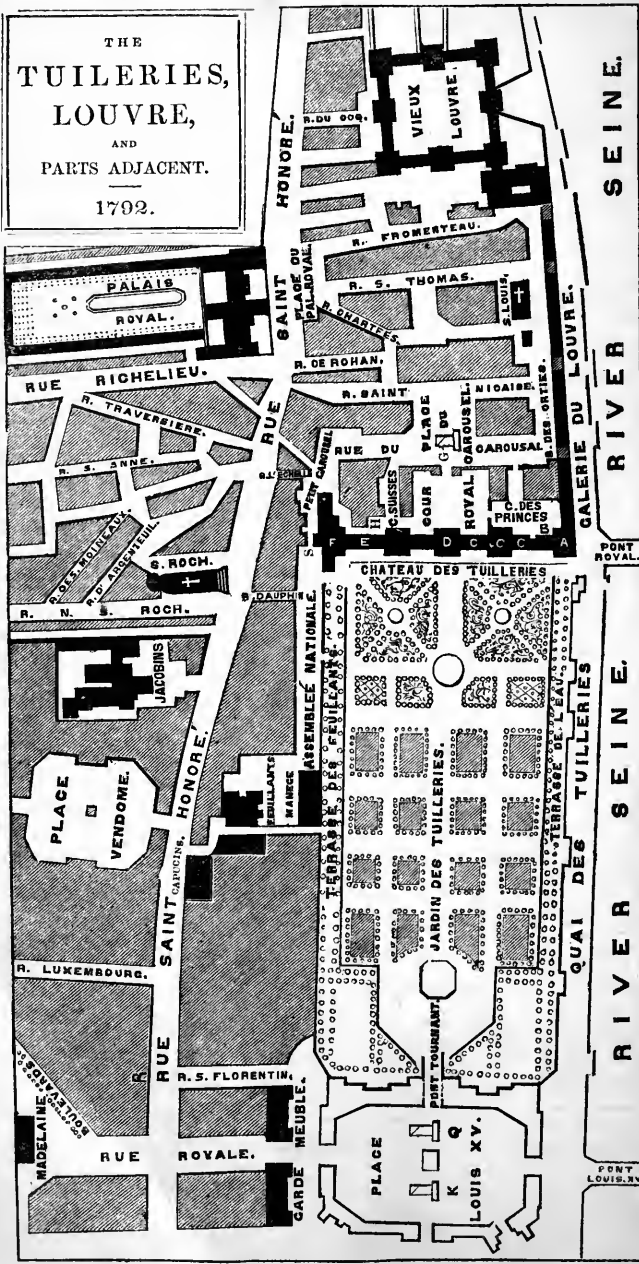 THE
TUILERIES,
LOUVRE,
AND
PARTS ADJACENT.
1792.
VIEUX
LOUVRE.
R. DU COQ.
SEINE.
RIVER
HONORÉ.
SAINT
RUE
R. FROMENTEAU.
PLACE DU
PAL. ROYAL.
R. S. THOMAS.
R. CHARTRES.
S. LOUIS.
PALAIS
ROYAL.
RUE RICHELIEU.
R. DE ROHAN.
R. SAINT
NICAISE.
R. TRAVERSIERE.
R. S. ANNE.
R. DES. MOINEAUX.
R. D'ARGENTEUIL.
PETIT CAROUSEL
RUE DU
CAROUSAL
PLACE
DU
CAROUSEL
G
R. DES. ORTIES.
GALERIE DU LOUVRE.
H
C. SUISSES
COUR
ROYAL
C. DES
PRINCES
B
S
F E D C C C A
PONT
ROYAL.
CHATEAU DES TUILLERIES
S. ROCH.
R. N. S. ROCH.
R. DAUPHIN
JACOBINS
ASSEMBLÉE NATIONALE.
TERRASSE DES FEUILLANTS.
FEUILLANTS
MANEGE
JARDIN DES TUILLERIES.
TERRASSE DE L'EAU.
QUAI DES TUILLERIES
RIVER SEINE.
PLACE
VENDOME.
HONORÉ.
CAPUCINS.
SAINT
RUE
R. LUXEMBOURG.
R. S. FLORENTIN.
BOULEVARDE
MADELAINE
RUE ROYALE.
GARDE MEUBLE.
PONT TOURNANT.
PLACE
LOUIS XV.
Q
K
PONT
LOUIS. XV